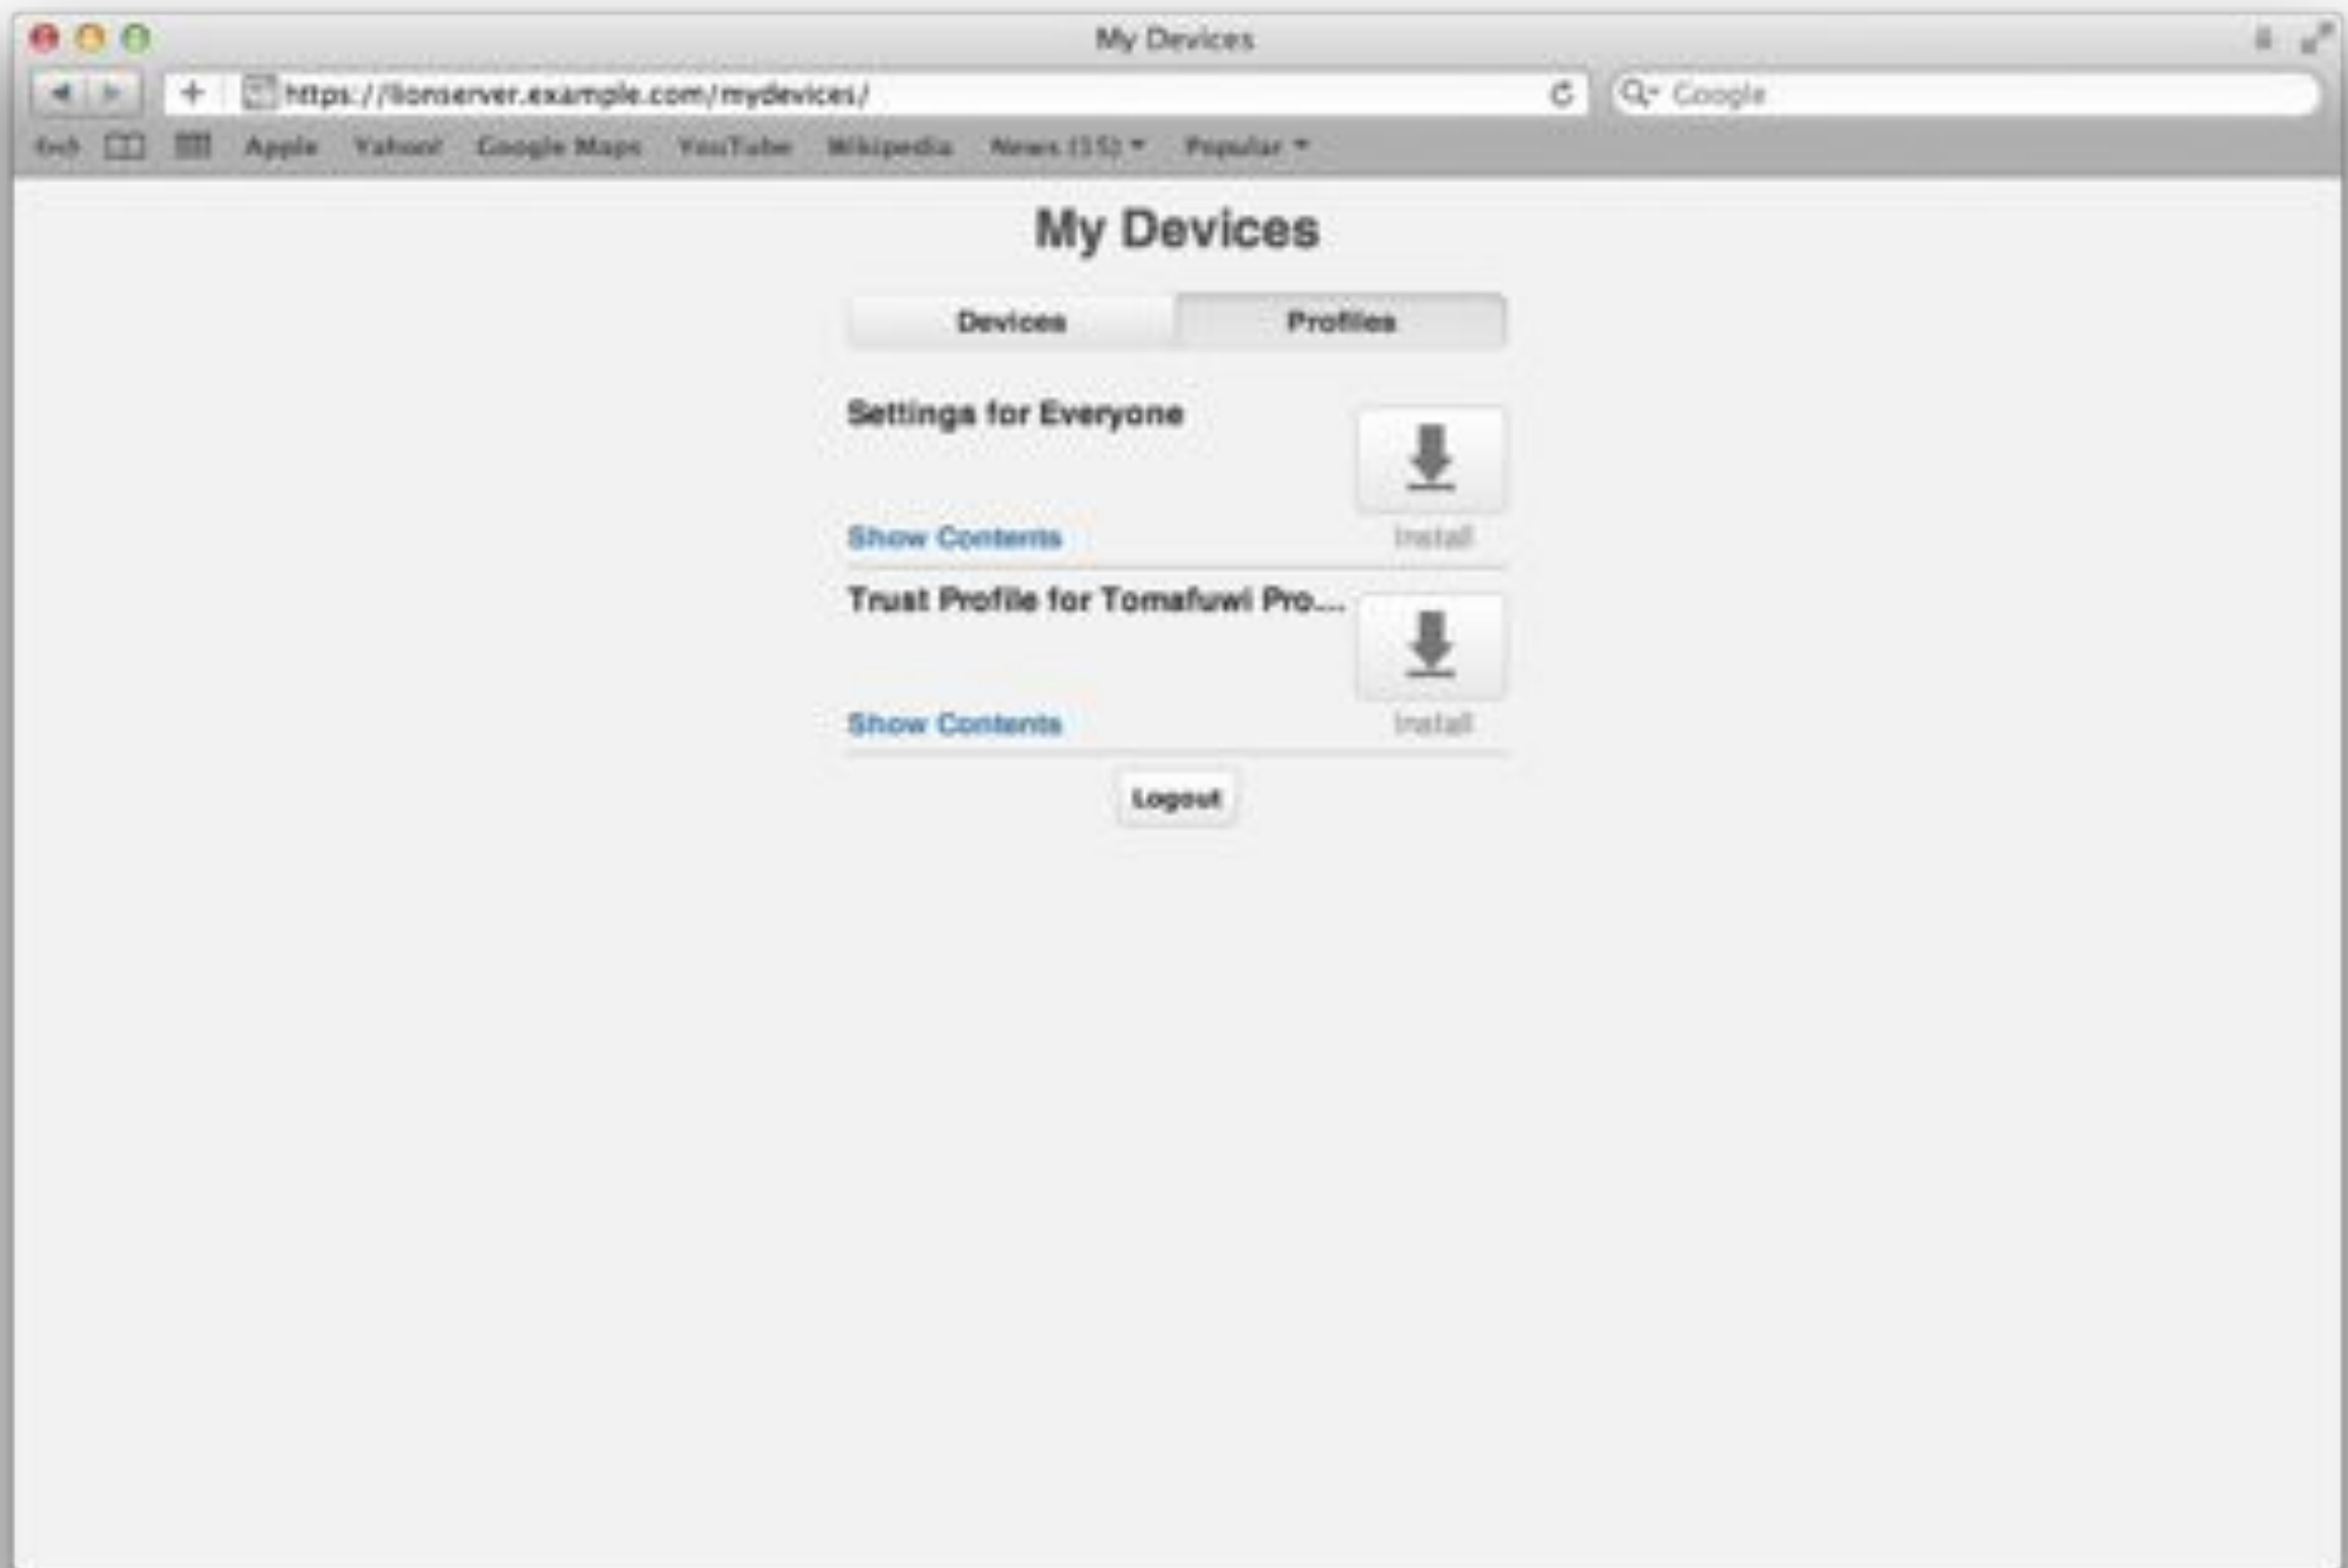 My Devices
https://lionserver.example.com/mydevices/
Google
Apple Yahoo! Google Maps YouTube Wikipedia News (15) Popular
My Devices
Devices Profiles
Settings for Everyone
Show Contents Install
Trust Profile for Tomafuwi Pro....
Show Contents Install
Logout